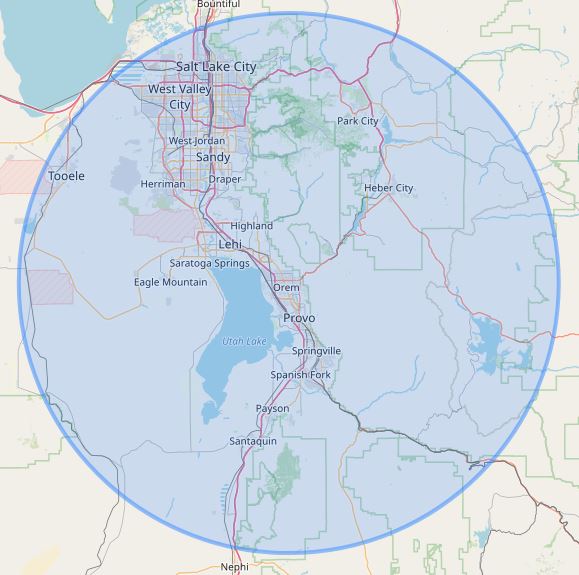 Bountiful
Salt Lake City
West Valley
City
Park City
West Jordan
Sandy
Tooele
Herriman
Draper
Heber City
Highland
Lehi
Saratoga Springs
Eagle Mountain
Orem
Provo
Utah Lake
Springville
Spanish Fork
Payson
Santaquin
Nephi